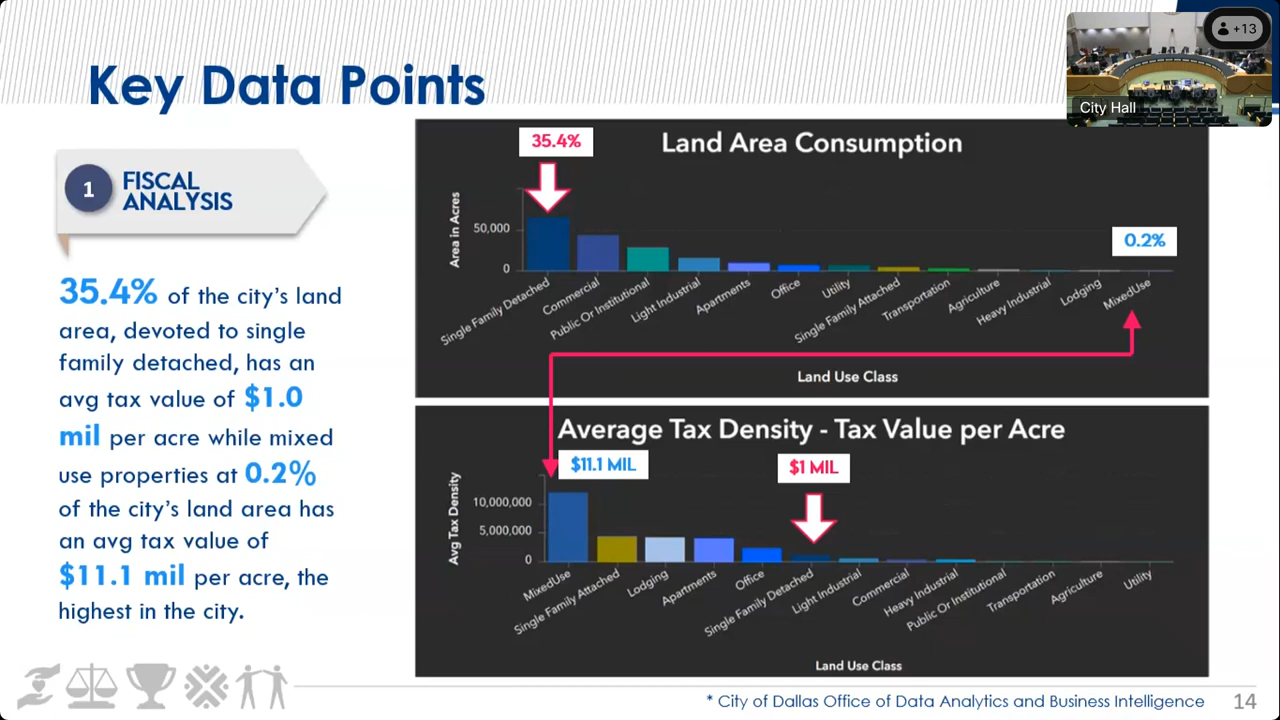 Key Data Points
+13
City Hall
1
FISCAL
ANALYSIS
35.4% of the city's land
area, devoted to single
family detached, has an
avg tax value of $1.0
mil per acre while mixed
use properties at 0.2%
of the city's land area has
an avg tax value of
$11.1 mil per acre, the
highest in the city.
35.4%
Land Area Consumption
Area in Acres
50,000
0
0.2%
Single Family Detached
Commercial
Public Or Institutional
Light Industrial
Apartments
Office
Utility
Single Family Attached
Transportation
Agriculture
Heavy Industrial
Lodging
MixedUse
Land Use Class
Average Tax Density - Tax Value per Acre
$11.1 MIL
$1 MIL
Avg Tax Density
10,000,000
5,000,000
0
MixedUse
Single Family Attached
Lodging
Apartments
Office
Single Family Detached
Light Industrial
Commercial
Heavy Industrial
Public Or Institutional
Transportation
Agriculture
Utility
Land Use Class
* City of Dallas Office of Data Analytics and Business Intelligence
14